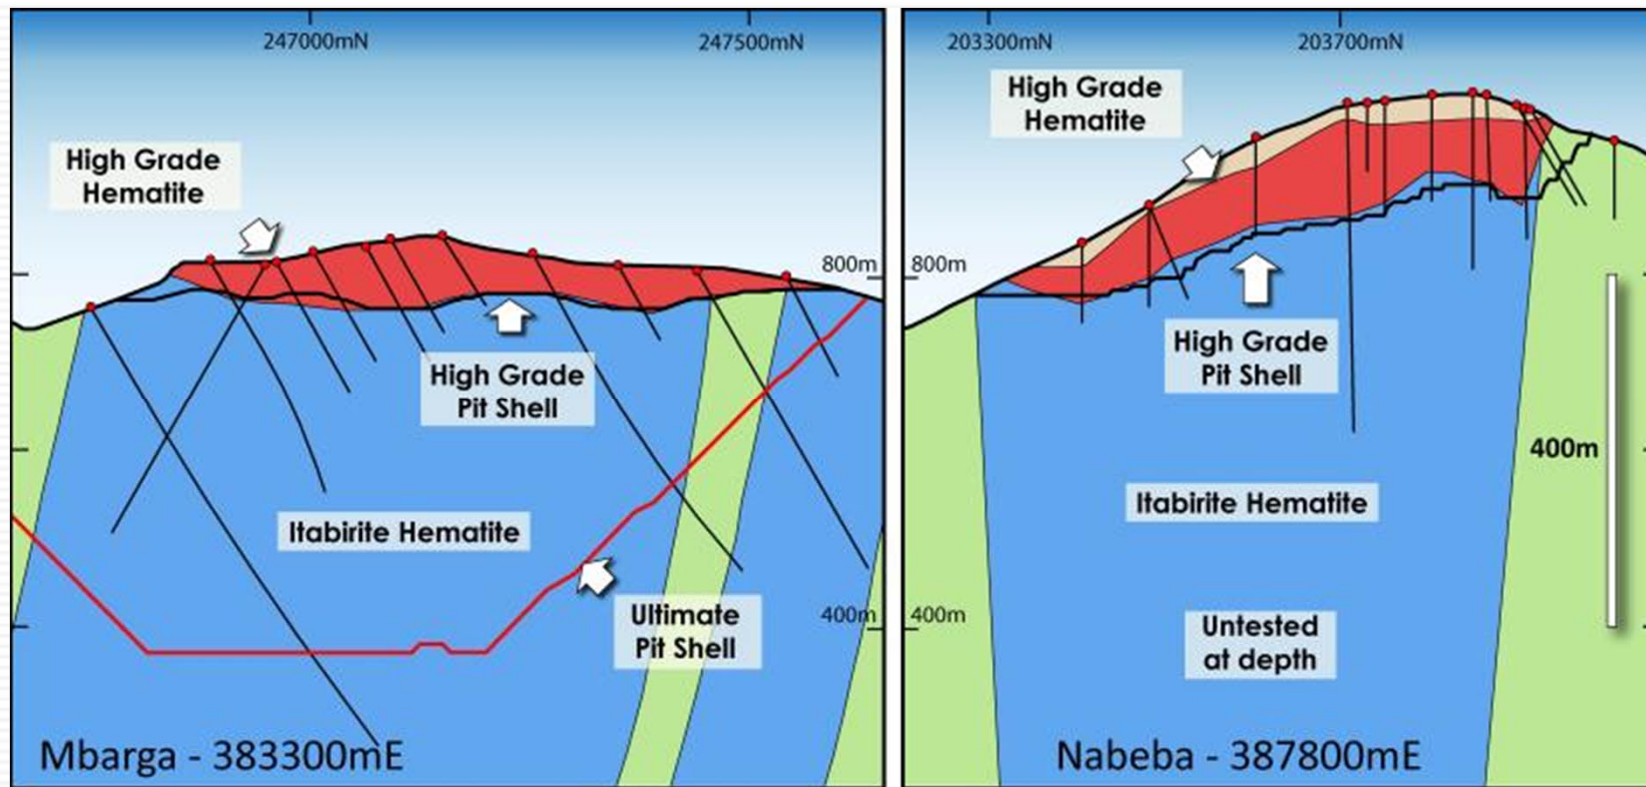 247000mN
247500mN
High Grade
Hematite
800m
High Grade
Pit Shell
Itabirite Hematite
Ultimate
Pit Shell
400m
Mbarga - 383300mE
203300mN
203700mN
High Grade
Hematite
800m
High Grade
Pit Shell
400m
Itabirite Hematite
400m
Untested
at depth
Nabeba - 387800mE